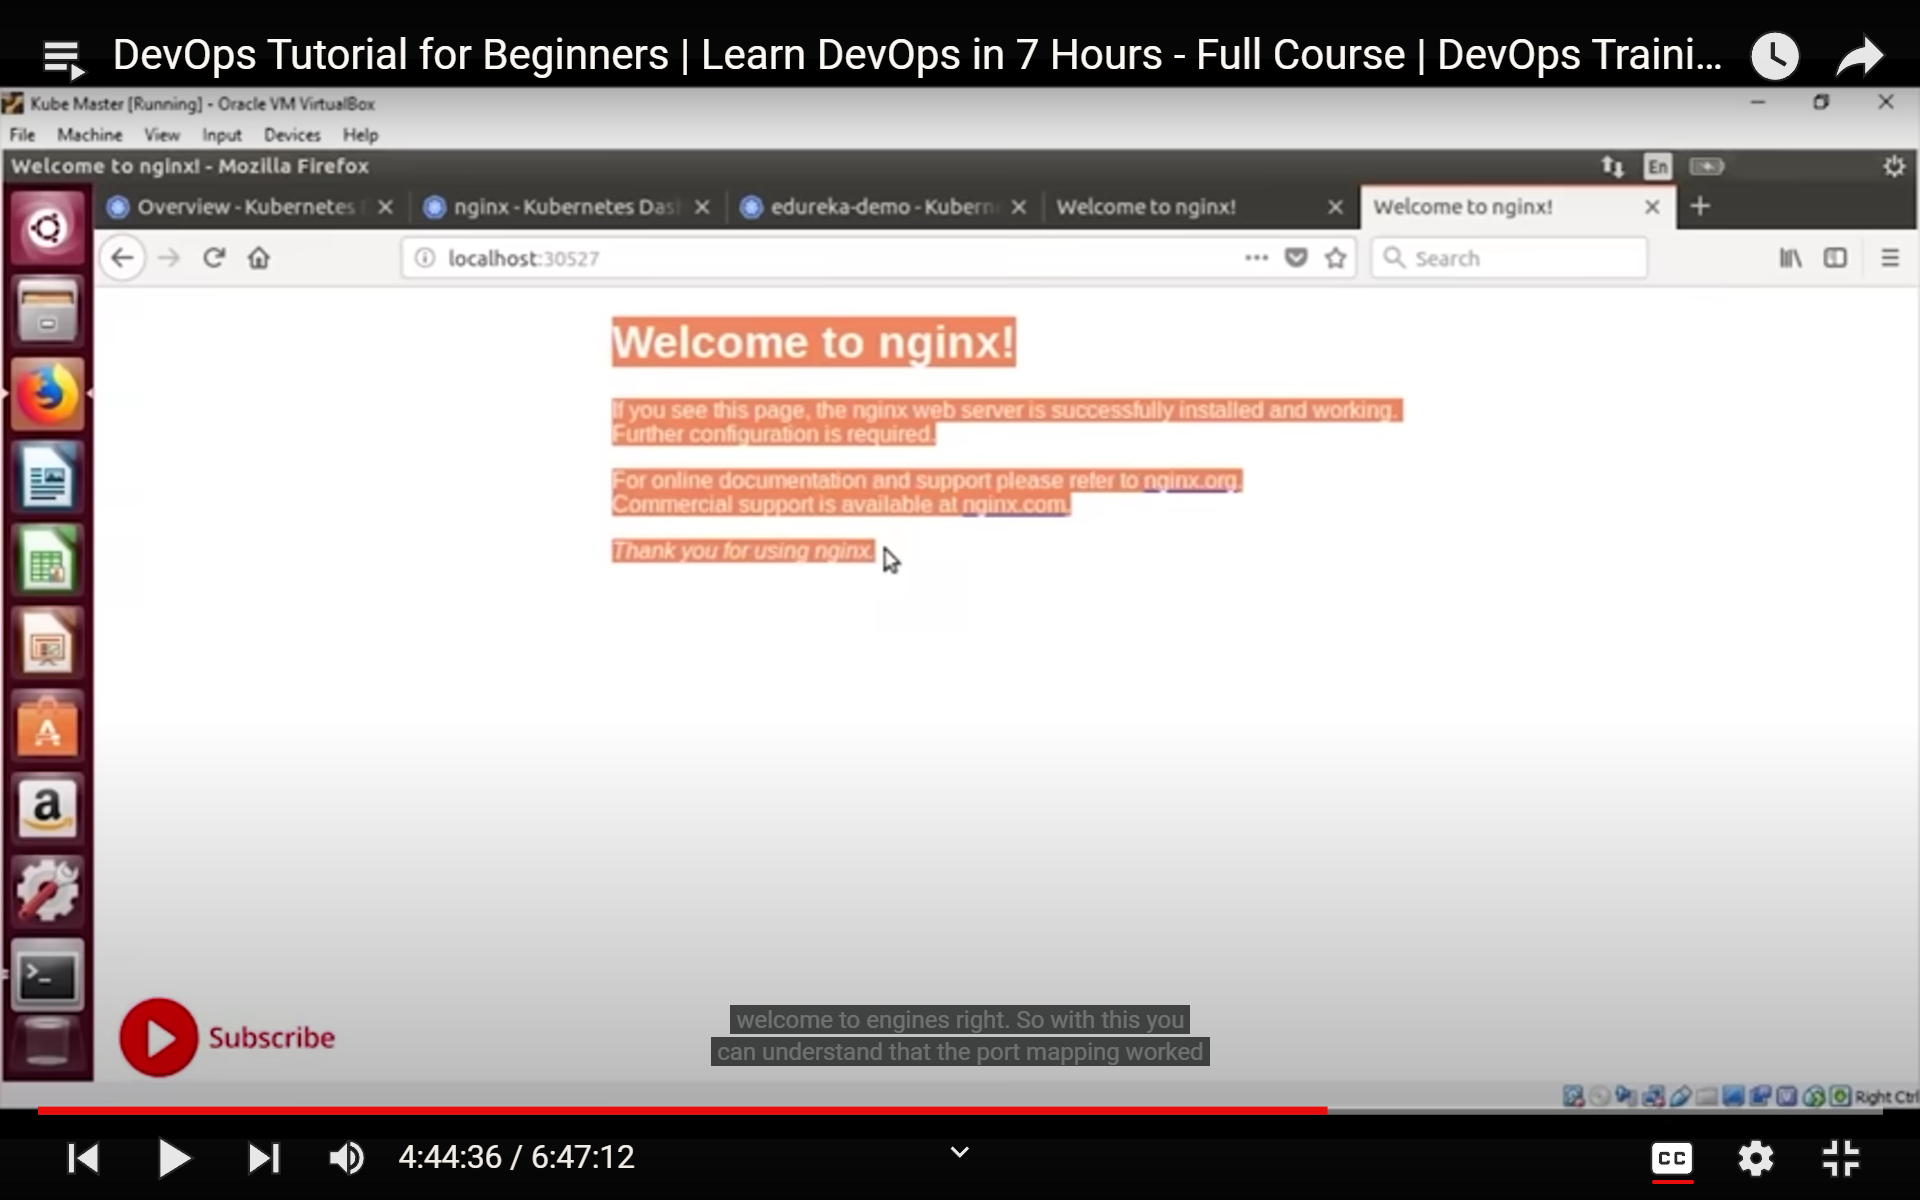 DevOps Tutorial for Beginners | Learn DevOps in 7 Hours - Full Course | DevOps Traini...
Kube Master [Running] - Oracle VM VirtualBox
File Machine View Input Devices Help
Welcome to nginx! - Mozilla Firefox
En
Overview - Kubernetes
nginx - Kubernetes Das
edureka-demo - Kubern
Welcome to nginx!
Welcome to nginx!
localhost:30527
Search
Welcome to nginx!
If you see this page, the nginx web server is successfully installed and working.
Further configuration is required.
For online documentation and support please refer to nginx.org.
Commercial support is available at nginx.com.
Thank you for using nginx.
Subscribe
welcome to engines right. So with this you
can understand that the port mapping worked
Right Ctrl
4:44:36 / 6:47:12
CC